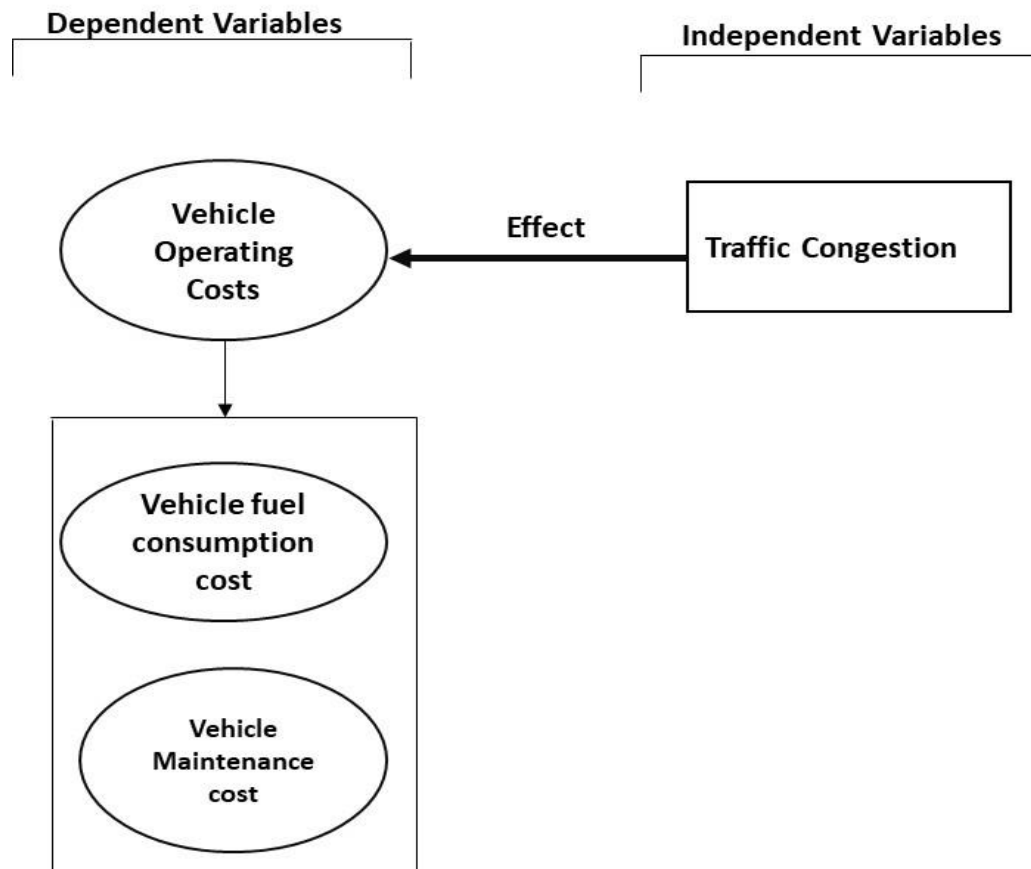 Dependent Variables
Independent Variables
Vehicle
Operating
Costs
Effect
Traffic Congestion
Vehicle fuel
consumption
cost
Vehicle
Maintenance
cost